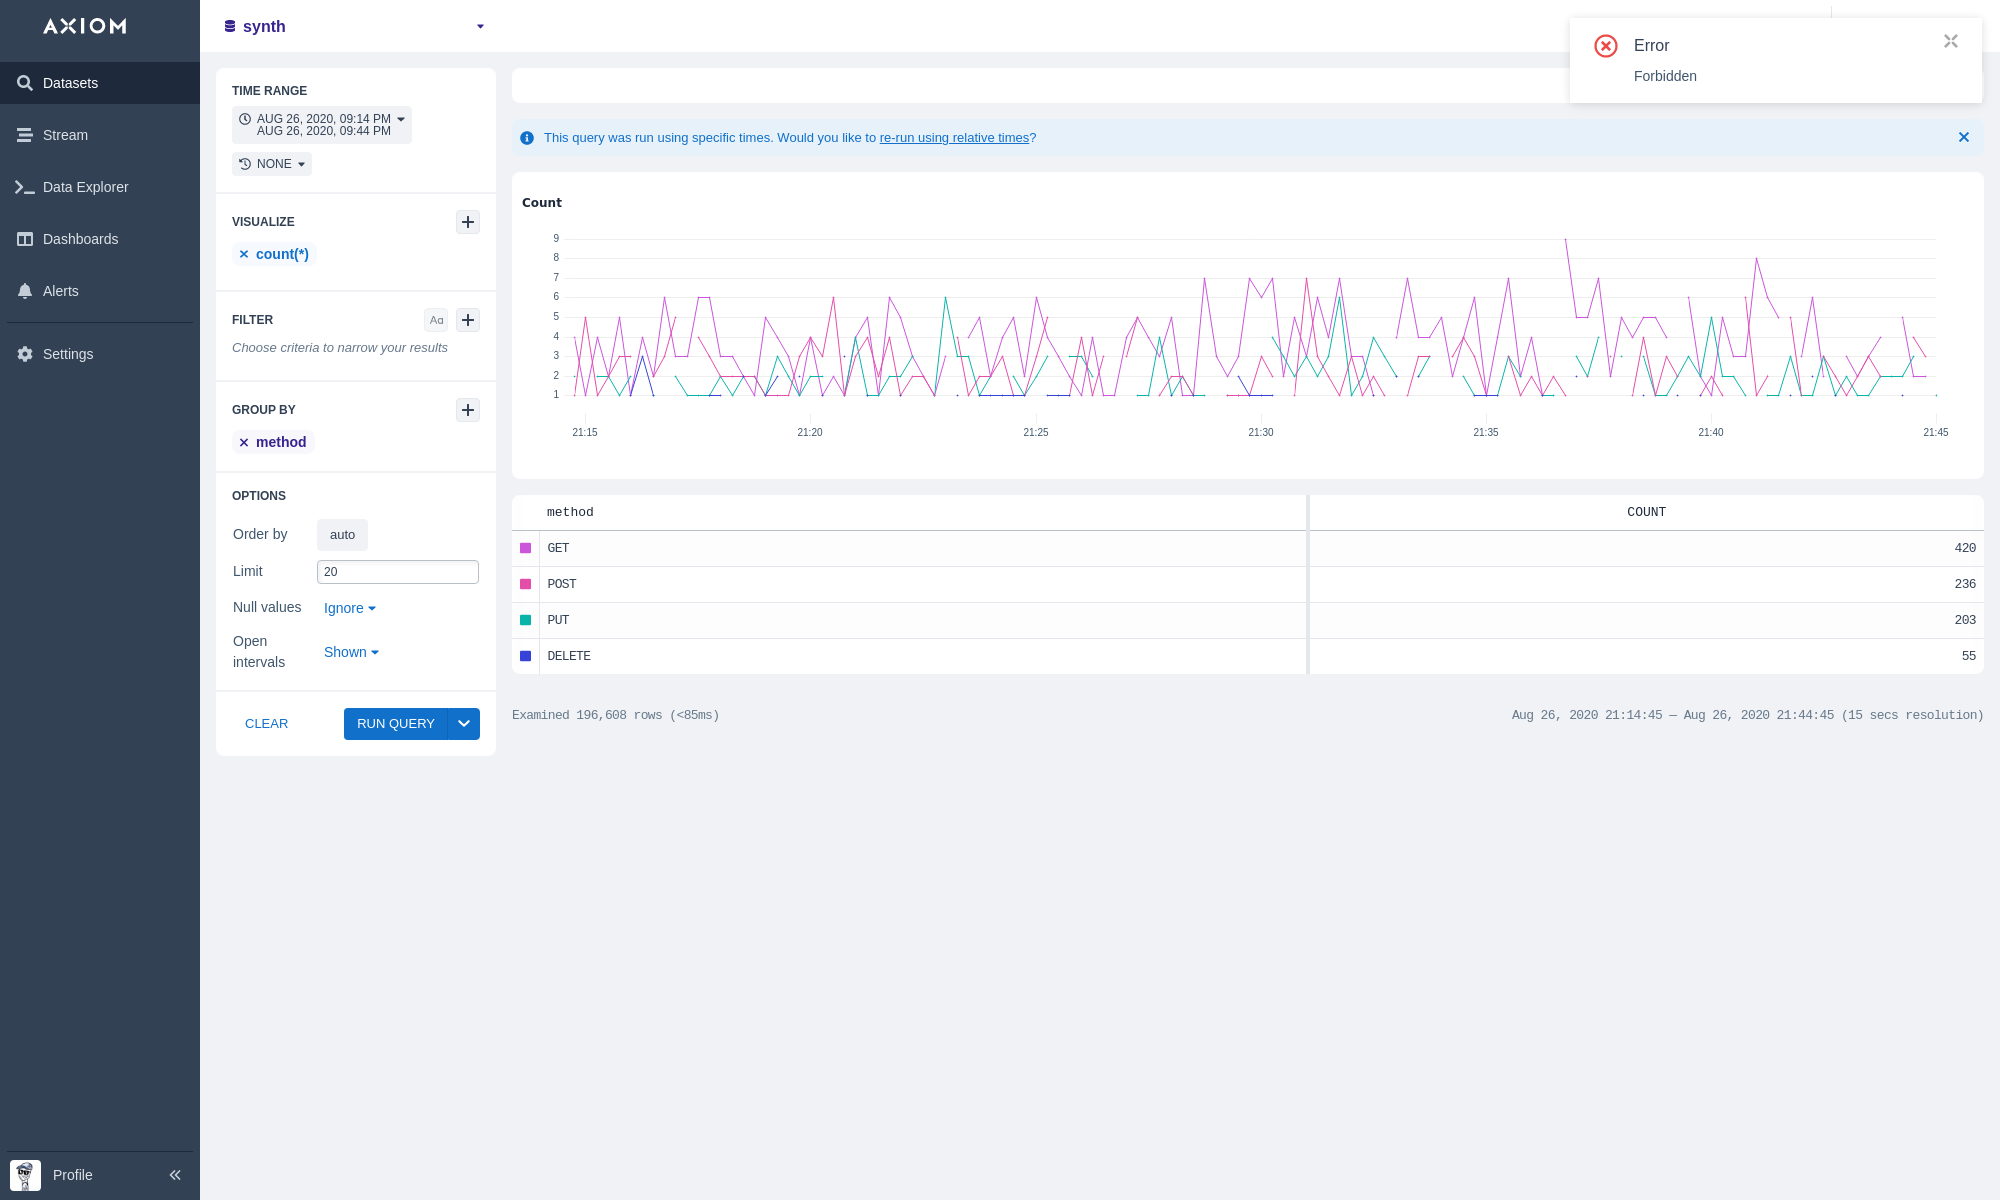 AXIOM
Datasets
Stream
Data Explorer
Dashboards
Alerts
Settings
Profile
synth
TIME RANGE
AUG 26, 2020, 09:14 PM
AUG 26, 2020, 09:44 PM
NONE
VISUALIZE
count(*)
FILTER
Aa
Choose criteria to narrow your results
GROUP BY
method
OPTIONS
Order by auto
Limit 20
Null values Ignore
Open intervals Shown
CLEAR RUN QUERY
Error
Forbidden
This query was run using specific times. Would you like to re-run using relative times?
Count
9
8
7
6
5
4
3
2
1
21:15 21:20 21:25 21:30 21:35 21:40 21:45
method COUNT
GET 420
POST 236
PUT 203
DELETE 55
Examined 196,608 rows (<85ms) Aug 26, 2020 21:14:45 — Aug 26, 2020 21:44:45 (15 secs resolution)